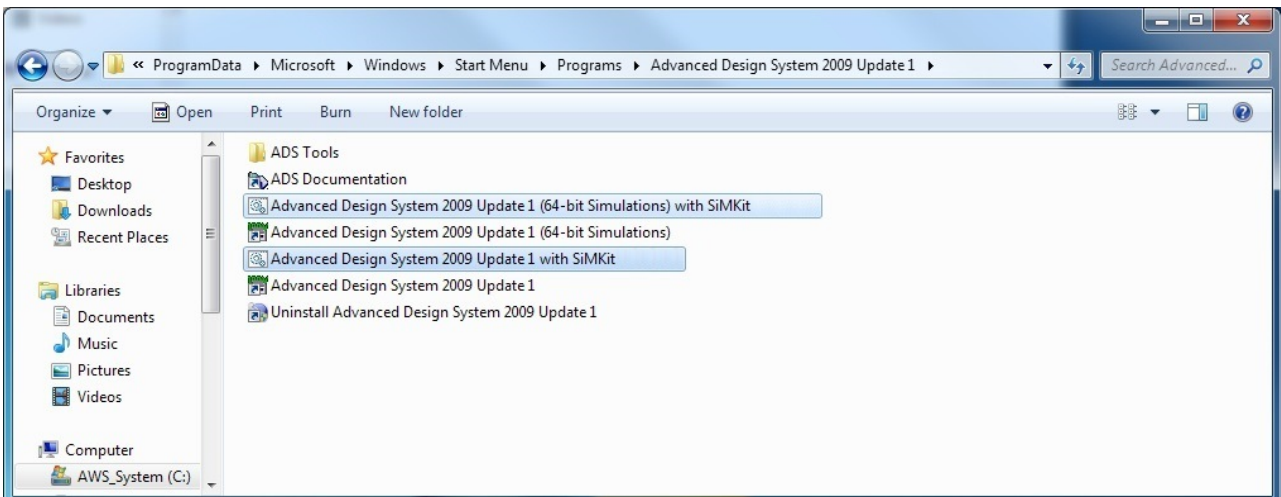 « ProgramData ▸ Microsoft ▸ Windows ▸ Start Menu ▸ Programs ▸ Advanced Design System 2009 Update 1 ▸ Search Advanced...
Organize Open Print Burn New folder
Favorites
Desktop
Downloads
Recent Places
Libraries
Documents
Music
Pictures
Videos
Computer
AWS_System (C:)
ADS Tools
ADS Documentation
Advanced Design System 2009 Update 1 (64-bit Simulations) with SiMKit
Advanced Design System 2009 Update 1 (64-bit Simulations)
Advanced Design System 2009 Update 1 with SiMKit
Advanced Design System 2009 Update 1
Uninstall Advanced Design System 2009 Update 1